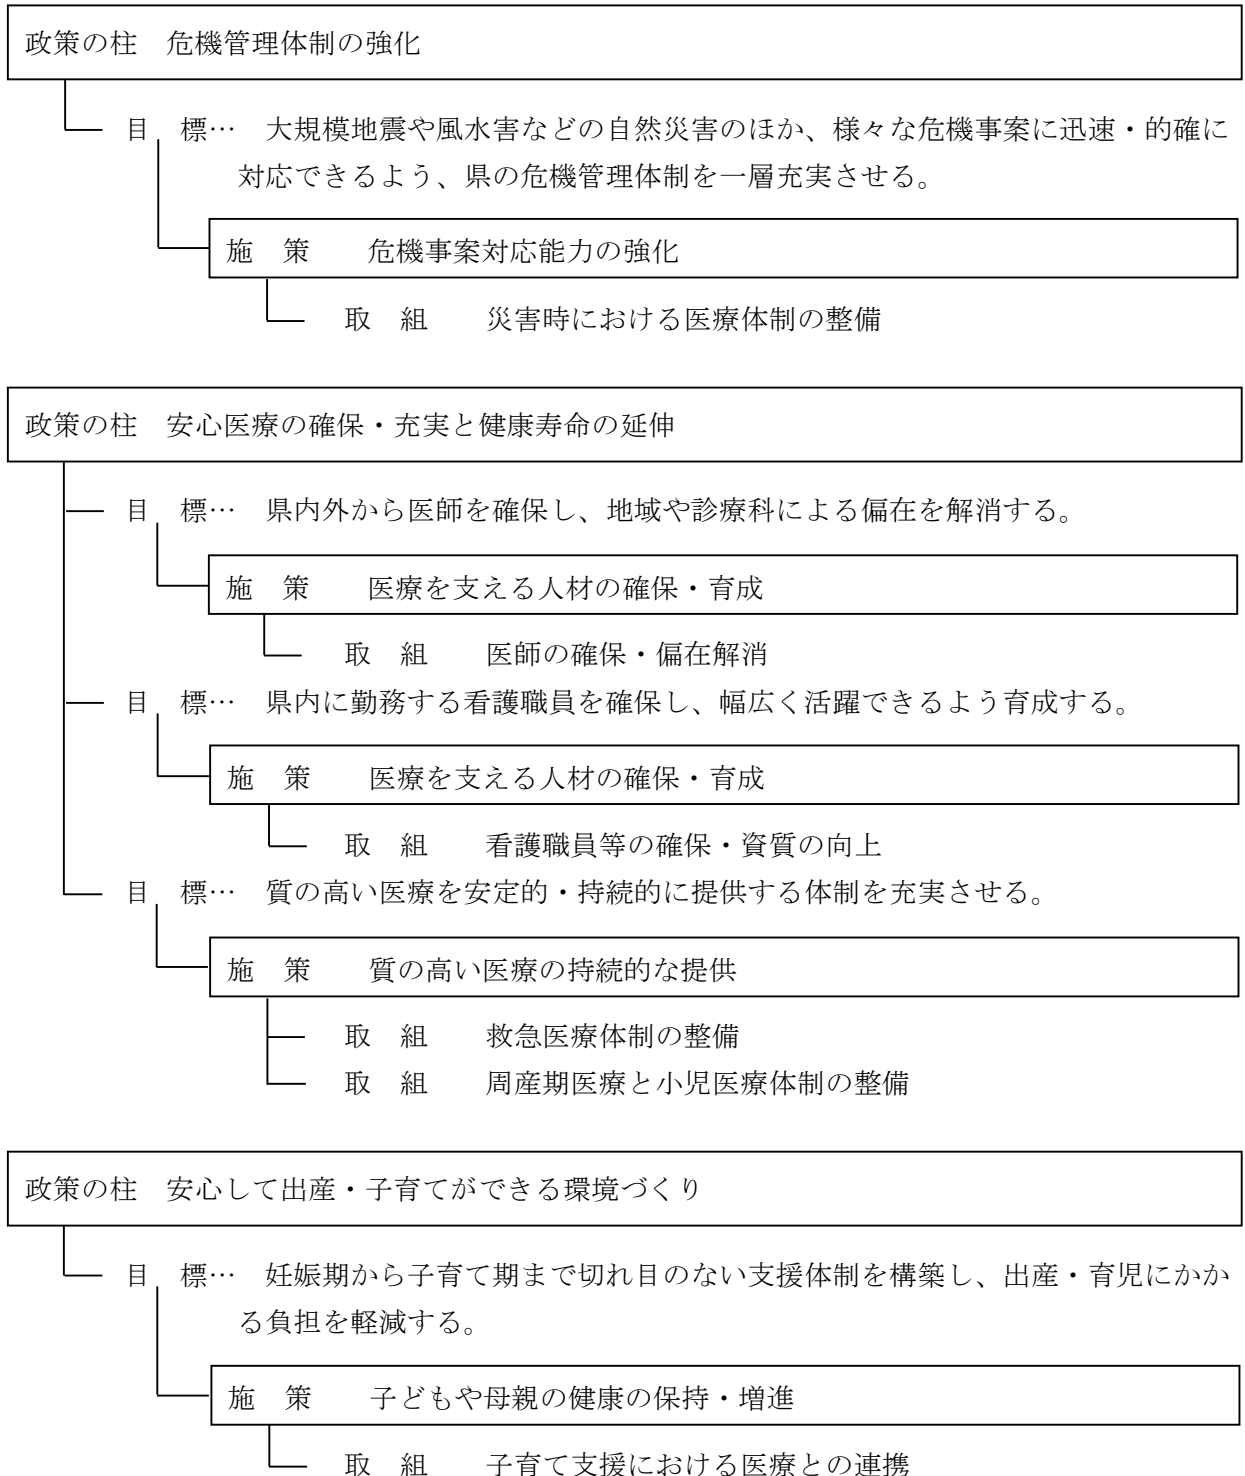 政策の柱　危機管理体制の強化
目　標…　大規模地震や風水害などの自然災害のほか、様々な危機事案に迅速・的確に
対応できるよう、県の危機管理体制を一層充実させる。
施　策　　危機事案対応能力の強化
取　組　　災害時における医療体制の整備
政策の柱　安心医療の確保・充実と健康寿命の延伸
目　標…　県内外から医師を確保し、地域や診療科による偏在を解消する。
施　策　　医療を支える人材の確保・育成
取　組　　医師の確保・偏在解消
目　標…　県内に勤務する看護職員を確保し、幅広く活躍できるよう育成する。
施　策　　医療を支える人材の確保・育成
取　組　　看護職員等の確保・資質の向上
目　標…　質の高い医療を安定的・持続的に提供する体制を充実させる。
施　策　　質の高い医療の持続的な提供
取　組　　救急医療体制の整備
取　組　　周産期医療と小児医療体制の整備
政策の柱　安心して出産・子育てができる環境づくり
目　標…　妊娠期から子育て期まで切れ目のない支援体制を構築し、出産・育児にかか
る負担を軽減する。
施　策　　子どもや母親の健康の保持・増進
取　組　　子育て支援における医療との連携